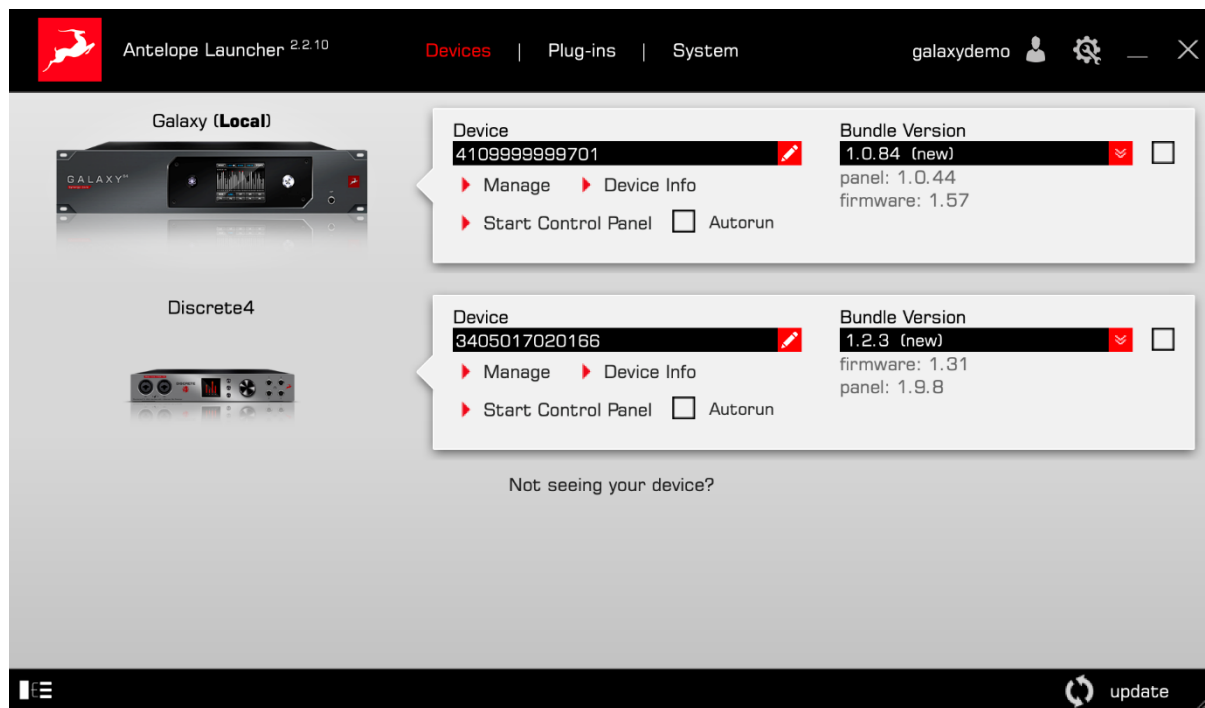 Antelope Launcher 2.2.10
Devices | Plug-ins | System
galaxydemo
Galaxy (Local)
GALAXY
Device
4109999999701
Manage Device Info
Start Control Panel Autorun
Bundle Version
1.0.84 (new)
panel: 1.0.44
firmware: 1.57
Discrete4
Device
3405017020166
Manage Device Info
Start Control Panel Autorun
Bundle Version
1.2.3 (new)
firmware: 1.31
panel: 1.9.8
Not seeing your device?
update